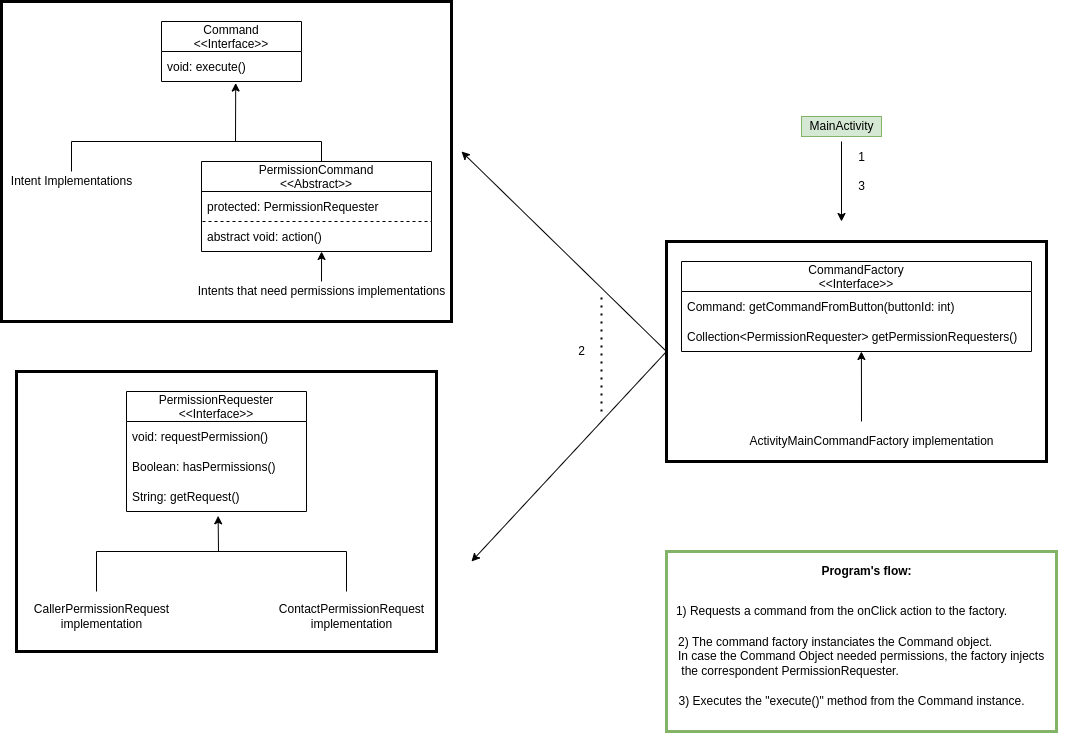 Command
<<Interface>>
void: execute()
Intent Implementations
PermissionCommand
<<Abstract>>
protected: PermissionRequester
abstract void: action()
Intents that need permissions implementations
MainActivity
1
3
CommandFactory
<<Interface>>
Command: getCommandFromButton(buttonId: int)
Collection<PermissionRequester> getPermissionRequesters()
ActivityMainCommandFactory implementation
2
PermissionRequester
<<Interface>>
void: requestPermission()
Boolean: hasPermissions()
String: getRequest()
CallerPermissionRequest
implementation
ContactPermissionRequest
implementation
Program's flow:
1) Requests a command from the onClick action to the factory.
2) The command factory instanciates the Command object.
In case the Command Object needed permissions, the factory injects
the correspondent PermissionRequester.
3) Executes the "execute()" method from the Command instance.